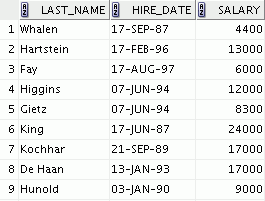 LAST_NAME HIRE_DATE SALARY
1 Whalen 17-SEP-87 4400
2 Hartstein 17-FEB-96 13000
3 Fay 17-AUG-97 6000
4 Higgins 07-JUN-94 12000
5 Gietz 07-JUN-94 8300
6 King 17-JUN-87 24000
7 Kochhar 21-SEP-89 17000
8 De Haan 13-JAN-93 17000
9 Hunold 03-JAN-90 9000